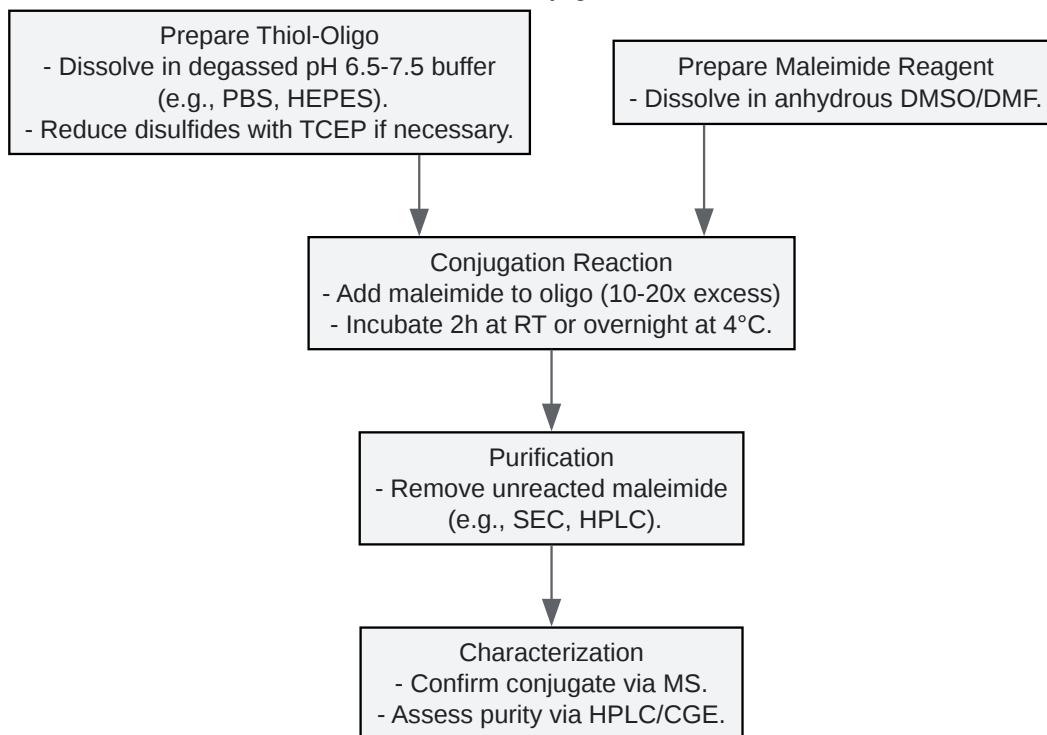 Prepare Thiol-Oligo
- Dissolve in degassed pH 6.5-7.5 buffer
(e.g., PBS, HEPES).
- Reduce disulfides with TCEP if necessary.
Prepare Maleimide Reagent
- Dissolve in anhydrous DMSO/DMF.
Conjugation Reaction
- Add maleimide to oligo (10-20x excess)
- Incubate 2h at RT or overnight at 4°C.
Purification
- Remove unreacted maleimide
(e.g., SEC, HPLC).
Characterization
- Confirm conjugate via MS.
- Assess purity via HPLC/CGE.